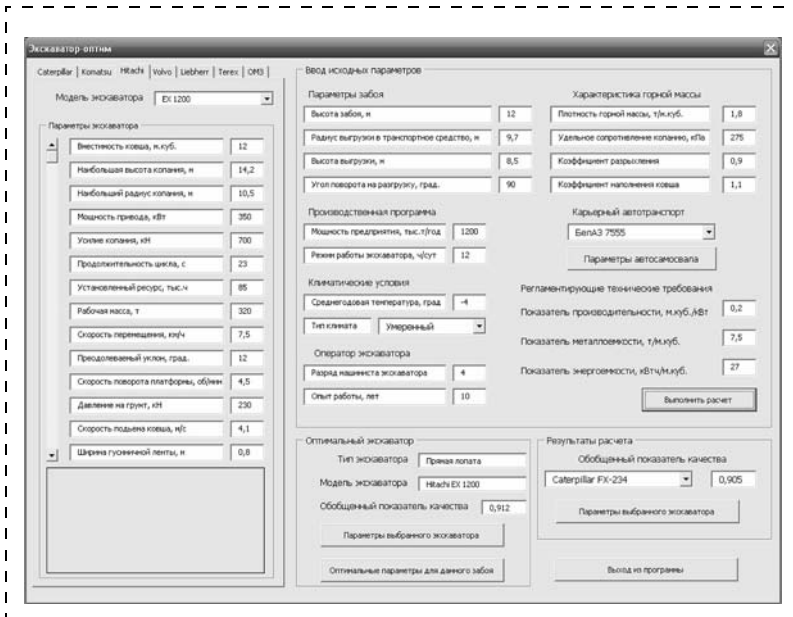 Экскаватор-оптим
Caterpillar Komatsu Hitachi Volvo Liebherr Terex ОМЗ
Модель экскаватора EX 1200
Параметры экскаватора
Вместимость ковша, м.куб. 12
Наибольшая высота копания, м 14,2
Наибольший радиус копания, м 10,5
Мощность привода, кВт 350
Усилие копания, кН 700
Продолжительность цикла, с 23
Установленный ресурс, тыс.ч 85
Рабочая масса, т 320
Скорость перемещения, км/ч 7,5
Преодолеваемый уклон, град. 12
Скорость поворота платформы, об/мин 4,5
Давление на грунт, кН 230
Скорость подъема ковша, м/с 4,1
Ширина гусиничной ленты, м 0,8
Ввод исходных параметров
Параметры забоя
Высота забоя, м 12
Радиус выгрузки в транспортное средство, м 9,7
Высота выгрузки, м 8,5
Угол поворота на разгрузку, град. 90
Характеристика горной массы
Плотность горной массы, т/м.куб. 1,8
Удельное сопротивление копанию, кПа 275
Коэффициент разрыхления 0,9
Коэффициент наполнения ковша 1,1
Производственная программа
Мощность предприятия, тыс.т/год 1200
Режим работы экскаватора, ч/сут 12
Карьерный автотранспорт
БелАЗ 7555
Параметры автосамосвала
Климатические условия
Среднегодовая температура, град -4
Тип климата Умеренный
Оператор экскаватора
Разряд машиниста экскаватора 4
Опыт работы, лет 10
Регламентирующие технические требования
Показатель производительности, м.куб./кВт 0,2
Показатель металлоемкости, т/м.куб. 7,5
Показатель энергоемкости, кВтч/м.куб. 27
Выполнить расчет
Оптимальный экскаватор
Тип экскаватора Прямая лопата
Модель экскаватора Hitachi EX 1200
Обобщенный показатель качества 0,912
Параметры выбранного экскаватора
Оптимальные параметры для данного забоя
Результаты расчета
Обобщенный показатель качества
Caterpillar FX-234 0,905
Параметры выбранного экскаватора
Выход из программы